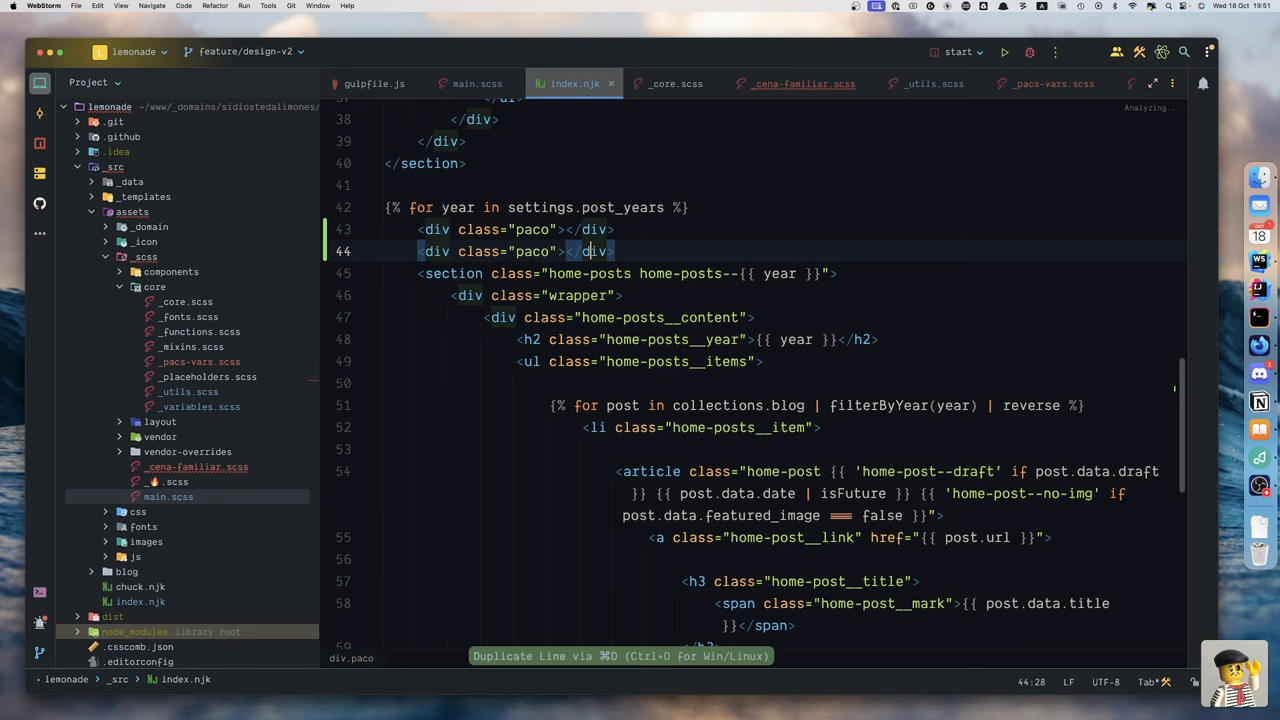 WebStorm File Edit View Navigate Code Refactor Run Tools Git Window Help
Wed 18 Oct 19:51
L lemonade feature/design-v2 start
Project
gulpfile.js main.scss index.njk _core.scss _cena-familiar.scss _utils.scss _pacs-vars.scss
Analyzing...
lemonade ~/www/_domains/sidiostedalimones/
.git
.github
.idea
_src
_data
_templates
assets
_domain
_icon
_scss
components
core
_core.scss
_fonts.scss
_functions.scss
_mixins.scss
_pacs-vars.scss
_placeholders.scss
_utils.scss
_variables.scss
layout
vendor
vendor-overrides
_cena-familiar.scss
_🔥.scss
main.scss
css
fonts
images
js
blog
chuck.njk
index.njk
dist
node_modules library root
.csscomb.json
.editorconfig
38 </div>
39 </div>
40 </section>
41
42 {% for year in settings.post_years %}
43 <div class="paco"></div>
44 <div class="paco"></div>
45 <section class="home-posts home-posts--{{ year }}">
46 <div class="wrapper">
47 <div class="home-posts__content">
48 <h2 class="home-posts__year">{{ year }}</h2>
49 <ul class="home-posts__items">
50
51 {% for post in collections.blog | filterByYear(year) | reverse %}
52 <li class="home-posts__item">
53
54 <article class="home-post {{ 'home-post--draft' if post.data.draft
}} {{ post.data.date | isFuture }} {{ 'home-post--no-img' if
post.data.featured_image === false }}">
55 <a class="home-post__link" href="{{ post.url }}">
56
57 <h3 class="home-post__title">
58 <span class="home-post__mark">{{ post.data.title
}}</span>
59 </h3>
div.paco
Duplicate Line via ⌘D (Ctrl+D for Win/Linux)
lemonade › _src › index.njk
44:28 LF UTF-8 Tab*